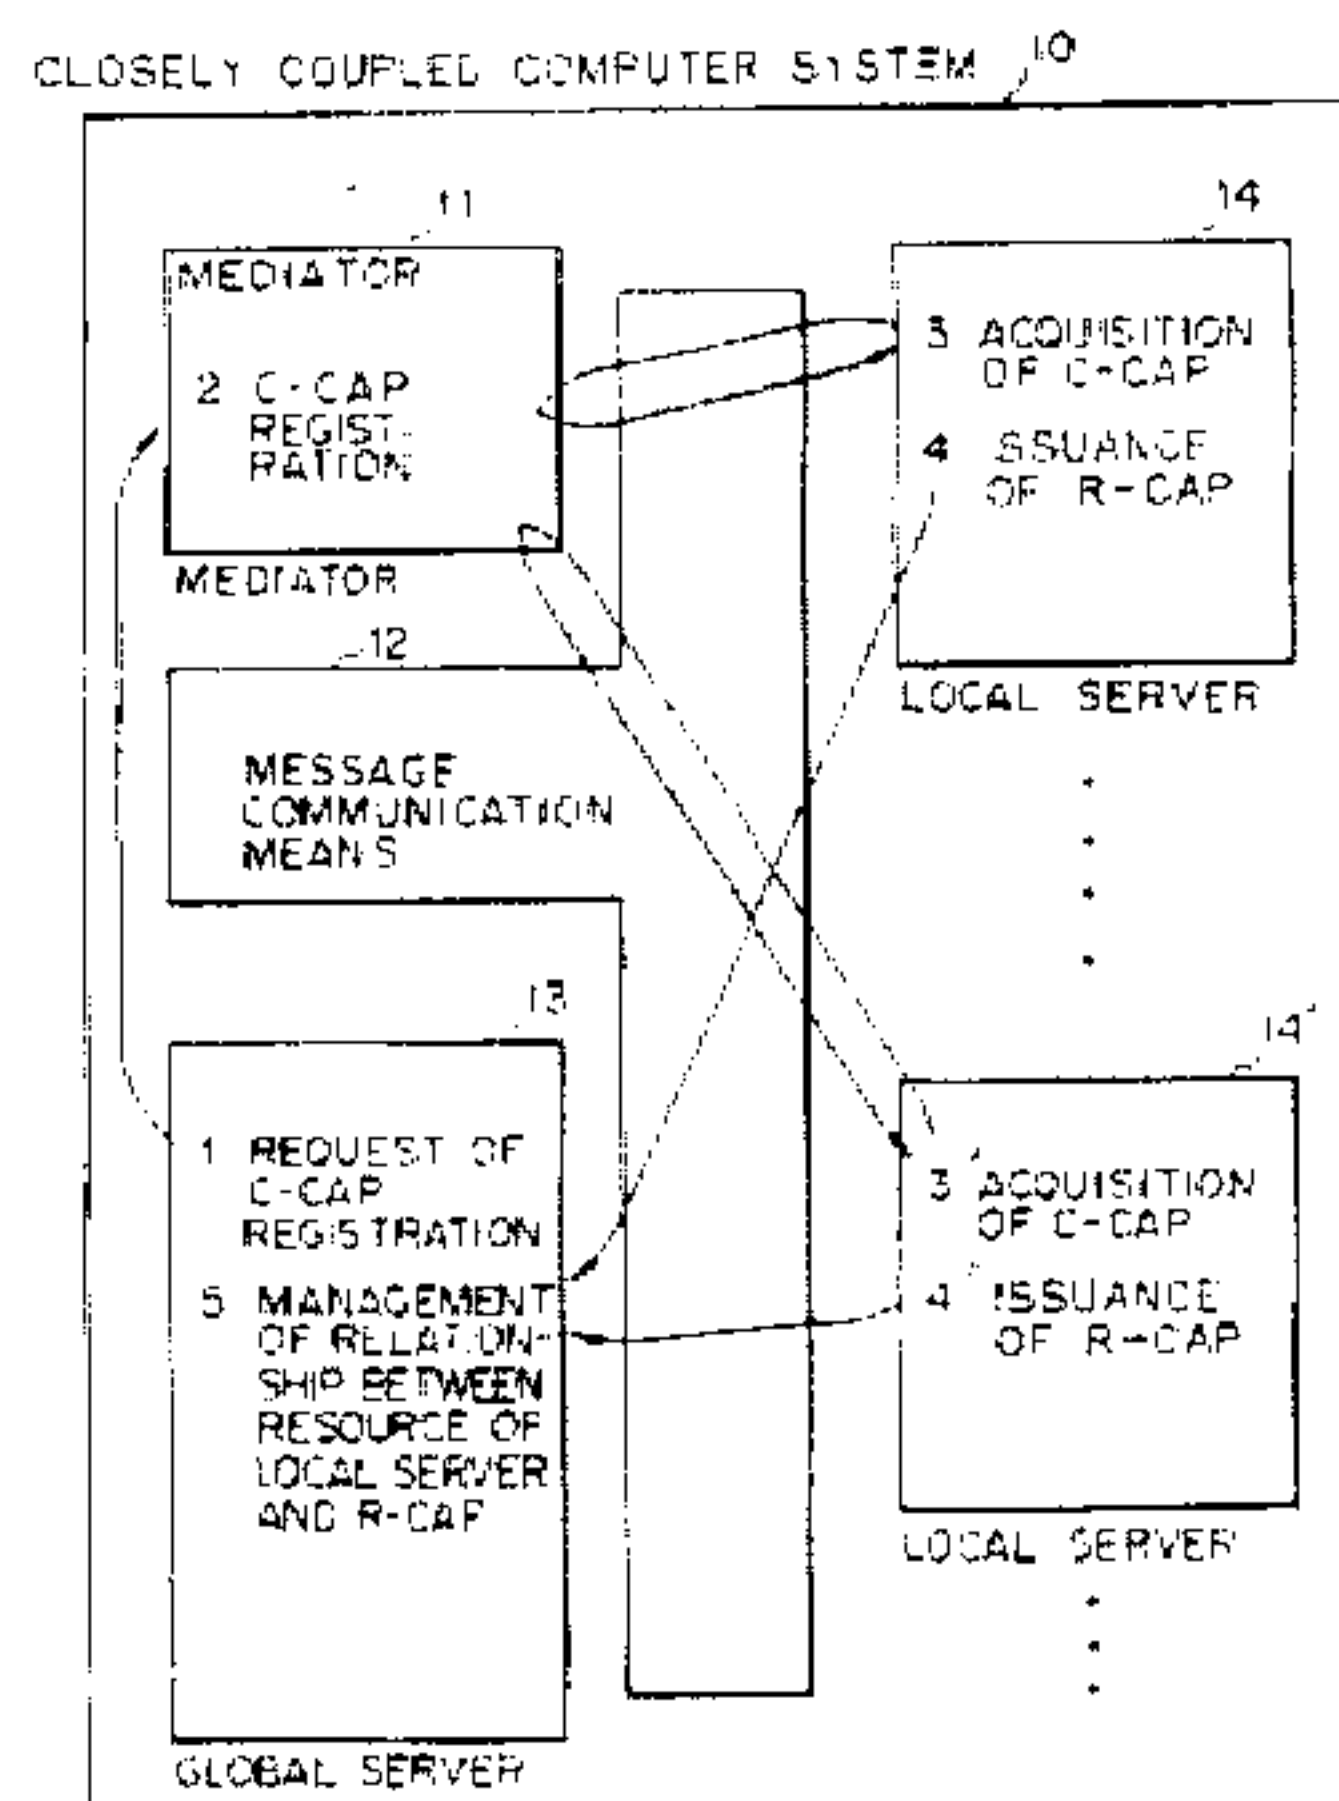 CLOSELY COUPLED COMPUTER SYSTEM 10
11
MEDIATOR
2 C-CAP
REGIST-
RATION
MEDIATOR
14
3 ACQUISITION
OF C-CAP
4 ISSUANCE
OF R-CAP
LOCAL SERVER
12
MESSAGE
COMMUNICATION
MEANS
13
1 REQUEST OF
C-CAP
REGISTRATION
5 MANAGEMENT
OF RELATION-
SHIP BETWEEN
RESOURCE OF
LOCAL SERVER
AND R-CAP
GLOBAL SERVER
14'
3 ACQUISITION
OF C-CAP
4 ISSUANCE
OF R-CAP
LOCAL SERVER